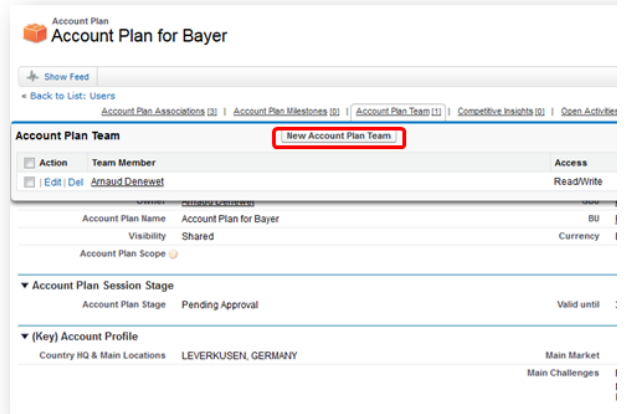 Account Plan
Account Plan for Bayer
Show Feed
« Back to List: Users
Account Plan Associations [3] | Account Plan Milestones [0] | Account Plan Team [1] | Competitive Insights [0] | Open Activities
Account Plan Team New Account Plan Team
Action Team Member Access
| Edit | Del Arnaud Denewet Read/Write
Owner Arnaud Denewet GBU
Account Plan Name Account Plan for Bayer BU
Visibility Shared Currency
Account Plan Scope
Account Plan Session Stage
Account Plan Stage Pending Approval Valid until
(Key) Account Profile
Country HQ & Main Locations LEVERKUSEN, GERMANY Main Market
Main Challenges